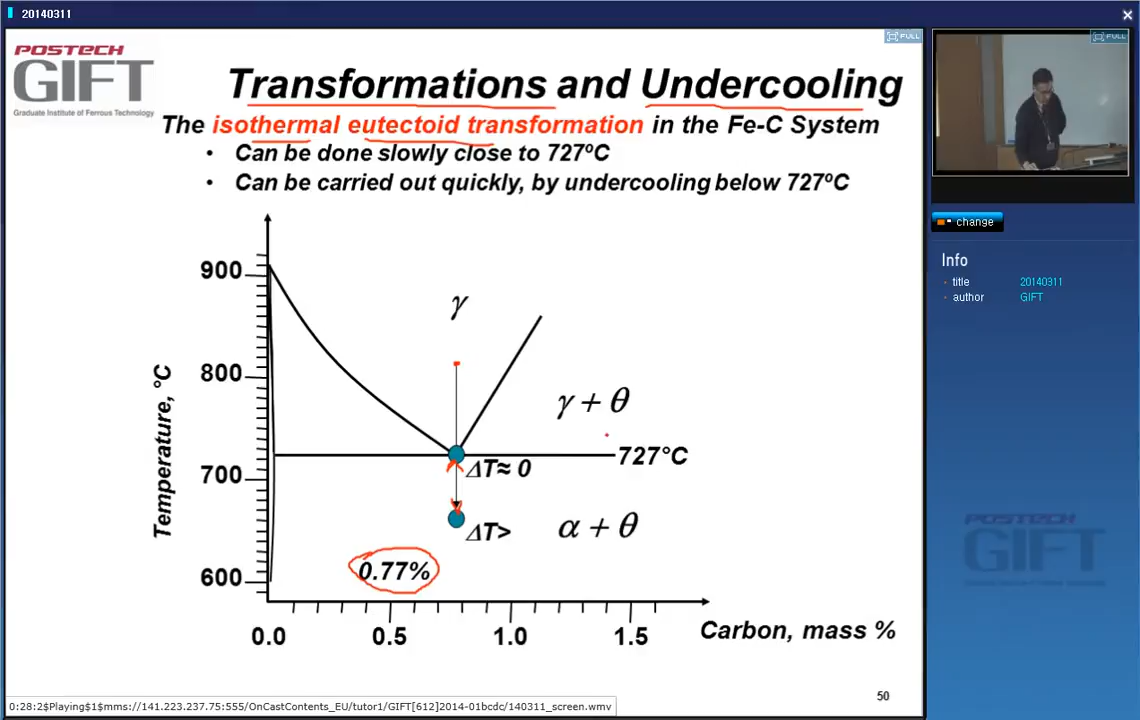 20140311
POSTECH
GIFT
Graduate Institute of Ferrous Technology
FULL
Transformations and Undercooling
The isothermal eutectoid transformation in the Fe-C System
• Can be done slowly close to 727ºC
• Can be carried out quickly, by undercooling below 727ºC
900
800
700
600
Temperature, °C
γ
γ + θ
727°C
ΔT≈ 0
ΔT>
α + θ
0.77%
0.0 0.5 1.0 1.5
Carbon, mass %
50
0:28:2$Playing$1$mms://141.223.237.75:555/OnCastContents_EU/tutor1/GIFT[612]2014-01bcdc/140311_screen.wmv
FULL
change
Info
title 20140311
author GIFT
POSTECH
GIFT